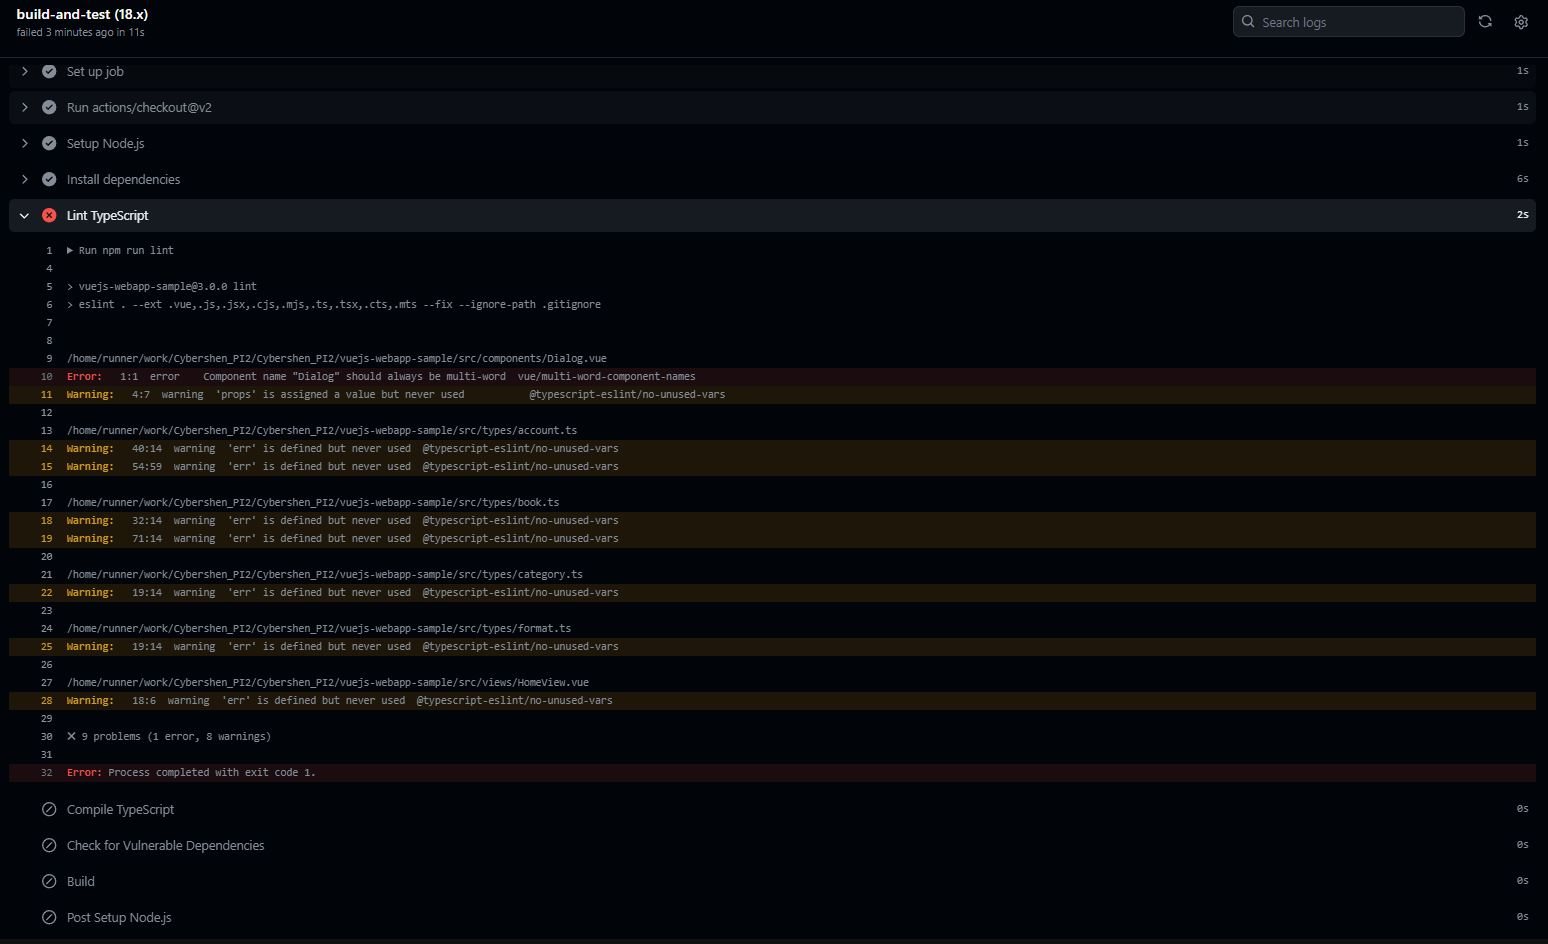 build-and-test (18.x)
failed 3 minutes ago in 11s
Search logs
Set up job 1s
Run actions/checkout@v2 1s
Setup Node.js 1s
Install dependencies 6s
Lint TypeScript 2s
1 ▶ Run npm run lint
4
5 > vuejs-webapp-sample@3.0.0 lint
6 > eslint . --ext .vue,.js,.jsx,.cjs,.mjs,.ts,.tsx,.cts,.mts --fix --ignore-path .gitignore
7
8
9 /home/runner/work/Cybershen_PI2/Cybershen_PI2/vuejs-webapp-sample/src/components/Dialog.vue
10 Error: 1:1 error Component name "Dialog" should always be multi-word vue/multi-word-component-names
11 Warning: 4:7 warning 'props' is assigned a value but never used @typescript-eslint/no-unused-vars
12
13 /home/runner/work/Cybershen_PI2/Cybershen_PI2/vuejs-webapp-sample/src/types/account.ts
14 Warning: 40:14 warning 'err' is defined but never used @typescript-eslint/no-unused-vars
15 Warning: 54:59 warning 'err' is defined but never used @typescript-eslint/no-unused-vars
16
17 /home/runner/work/Cybershen_PI2/Cybershen_PI2/vuejs-webapp-sample/src/types/book.ts
18 Warning: 32:14 warning 'err' is defined but never used @typescript-eslint/no-unused-vars
19 Warning: 71:14 warning 'err' is defined but never used @typescript-eslint/no-unused-vars
20
21 /home/runner/work/Cybershen_PI2/Cybershen_PI2/vuejs-webapp-sample/src/types/category.ts
22 Warning: 19:14 warning 'err' is defined but never used @typescript-eslint/no-unused-vars
23
24 /home/runner/work/Cybershen_PI2/Cybershen_PI2/vuejs-webapp-sample/src/types/format.ts
25 Warning: 19:14 warning 'err' is defined but never used @typescript-eslint/no-unused-vars
26
27 /home/runner/work/Cybershen_PI2/Cybershen_PI2/vuejs-webapp-sample/src/views/HomeView.vue
28 Warning: 18:6 warning 'err' is defined but never used @typescript-eslint/no-unused-vars
29
30 ✕ 9 problems (1 error, 8 warnings)
31
32 Error: Process completed with exit code 1.
Compile TypeScript 0s
Check for Vulnerable Dependencies 0s
Build 0s
Post Setup Node.js 0s